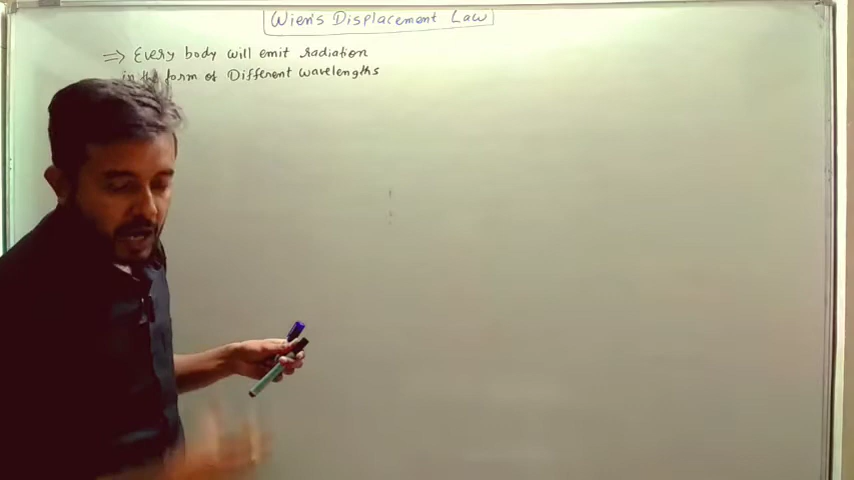 Wien's Displacement Law
⇒ Every body will emit radiation
in the form of Different wavelengths